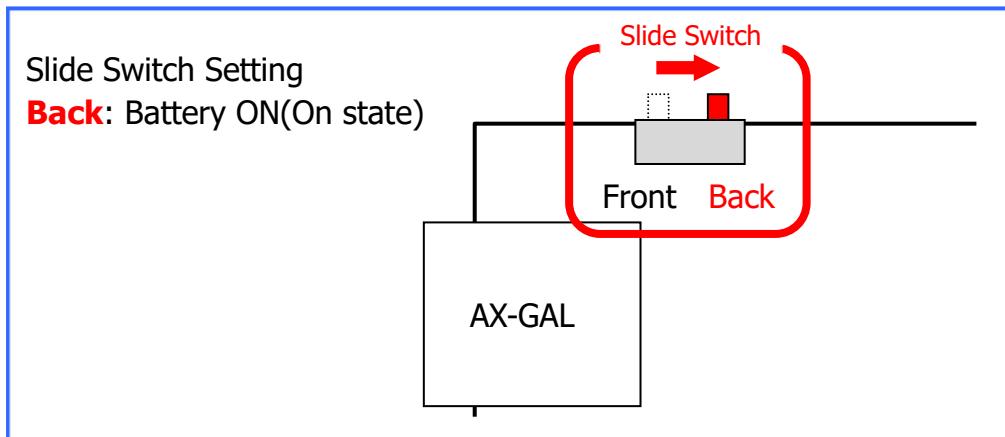 Slide Switch
Slide Switch Setting
Back: Battery ON(On state)
Front Back
AX-GAL